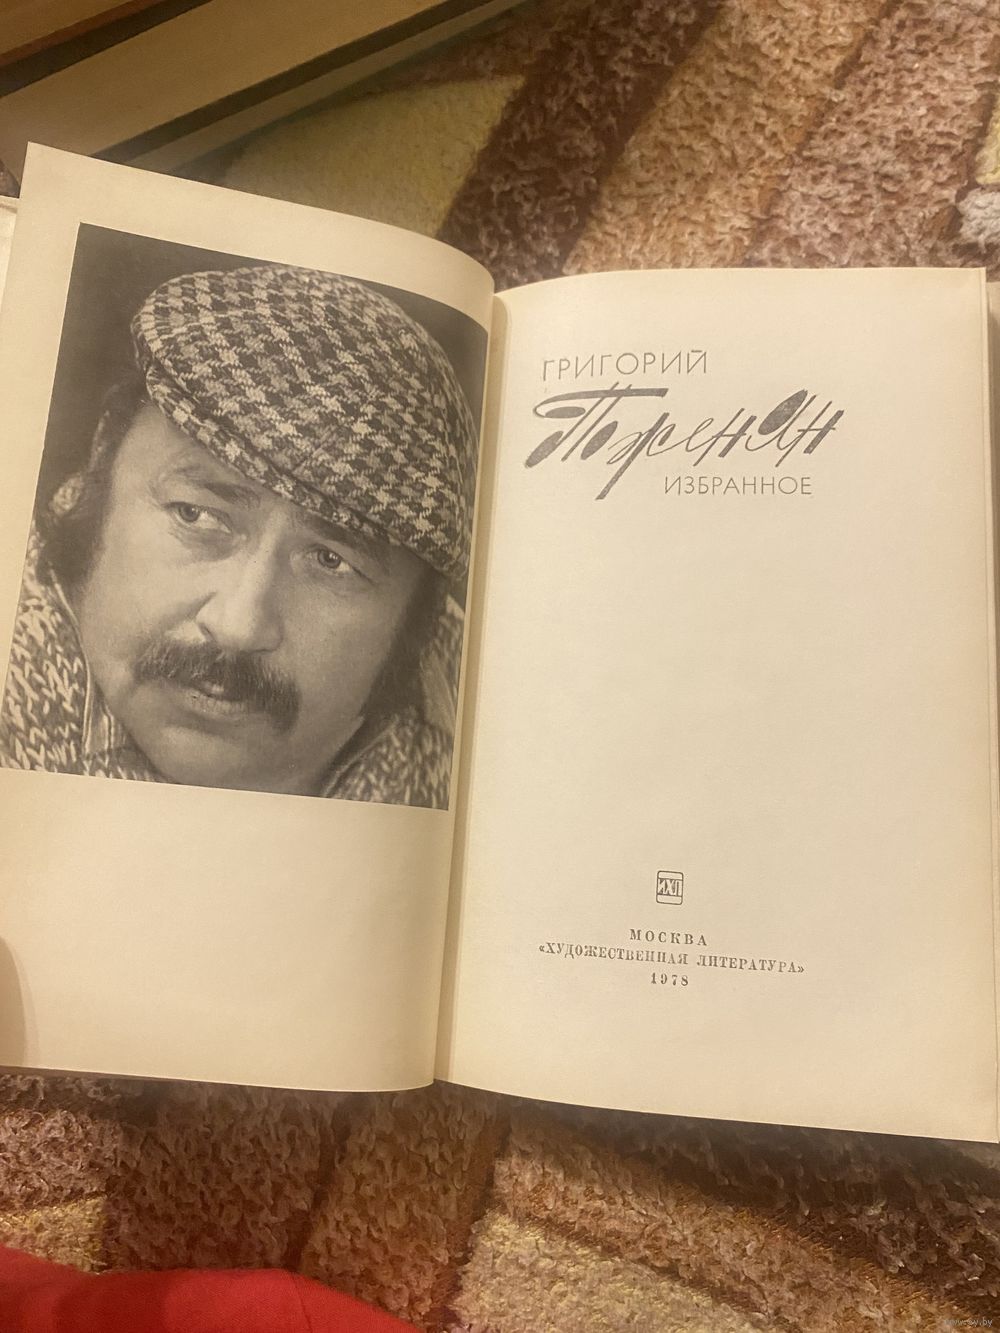 ГРИГОРИЙ
Поженян
ИЗБРАННОЕ
ИХЛ
МОСКВА
«ХУДОЖЕСТВЕННАЯ ЛИТЕРАТУРА»
1978